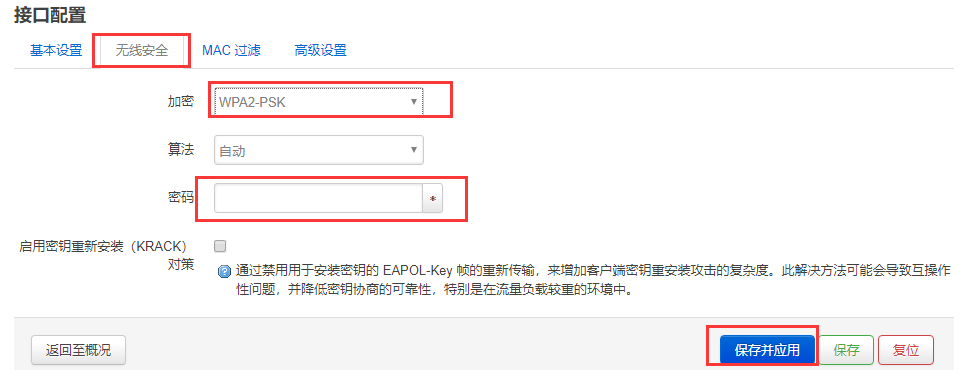 接口配置
基本设置 无线安全 MAC 过滤 高级设置
加密 WPA2-PSK
算法 自动
密码 *
启用密钥重新安装（KRACK）
对策
通过禁用用于安装密钥的 EAPOL-Key 帧的重新传输，来增加客户端密钥重安装攻击的复杂度。此解决方法可能会导致互操作
性问题，并降低密钥协商的可靠性，特别是在流量负载较重的环境中。
返回至概况 保存并应用 保存 复位